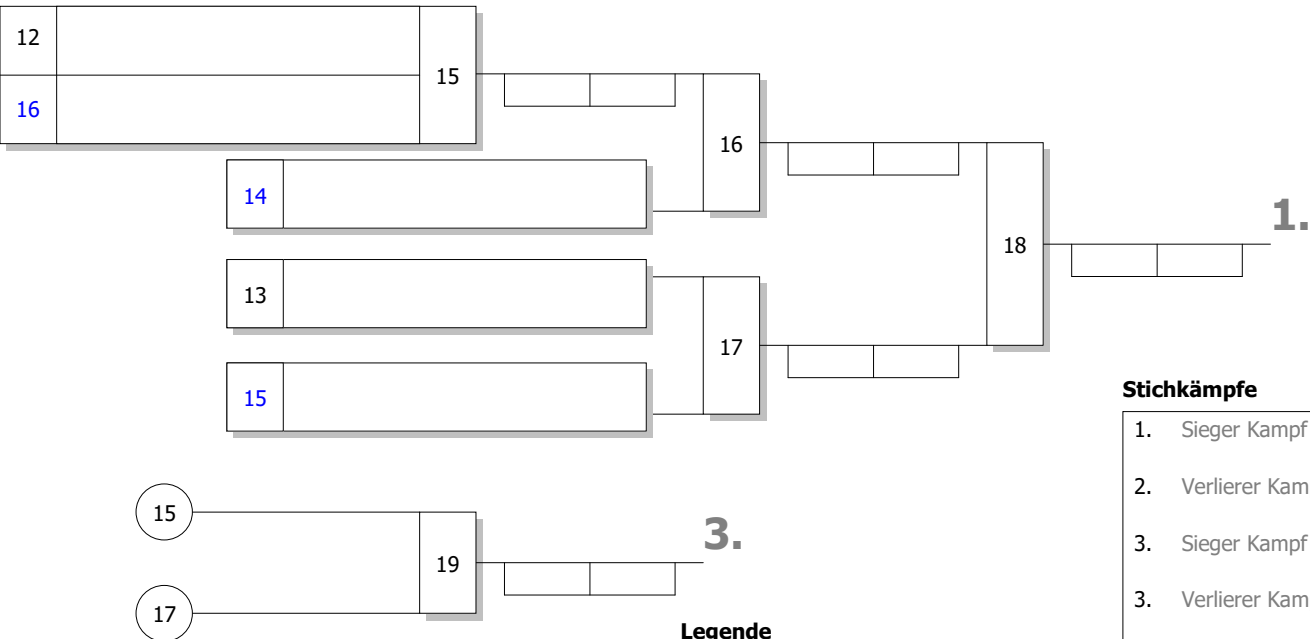 12
15
16
16
14
1.
18
13
17
15
Stichkämpfe
1. Sieger Kampf
2. Verlierer Kam
15
3.
3. Sieger Kampf
19
3. Verlierer Kam
17
Legende